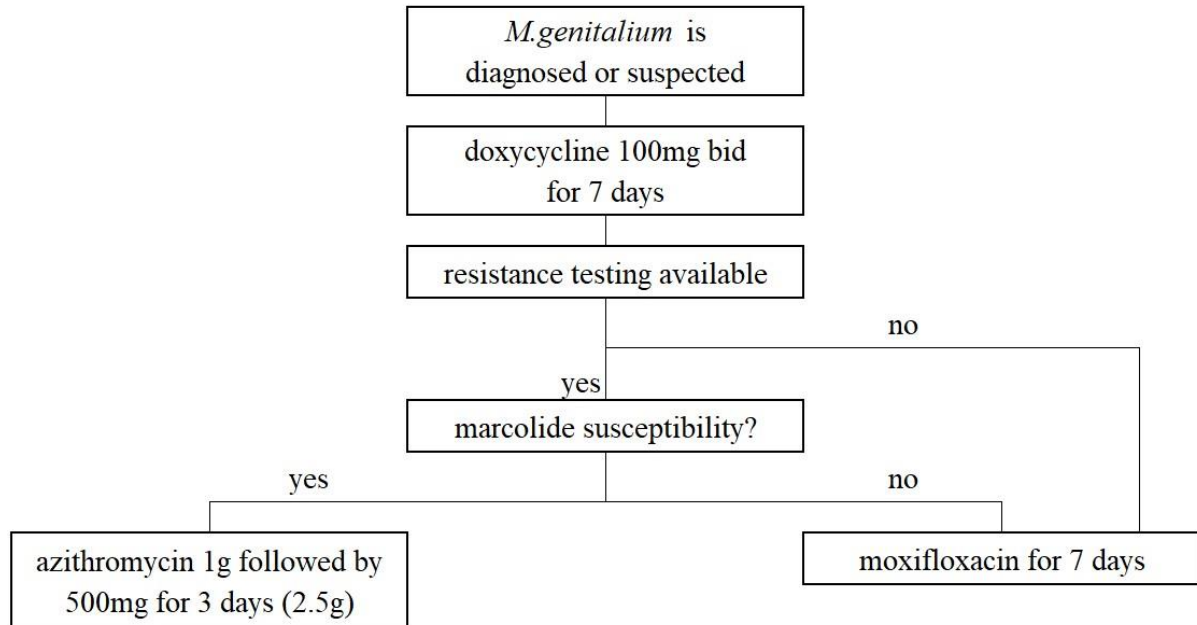 M.genitalium is
diagnosed or suspected
doxycycline 100mg bid
for 7 days
resistance testing available
no
yes
marcolide susceptibility?
yes
no
azithromycin 1g followed by
500mg for 3 days (2.5g)
moxifloxacin for 7 days